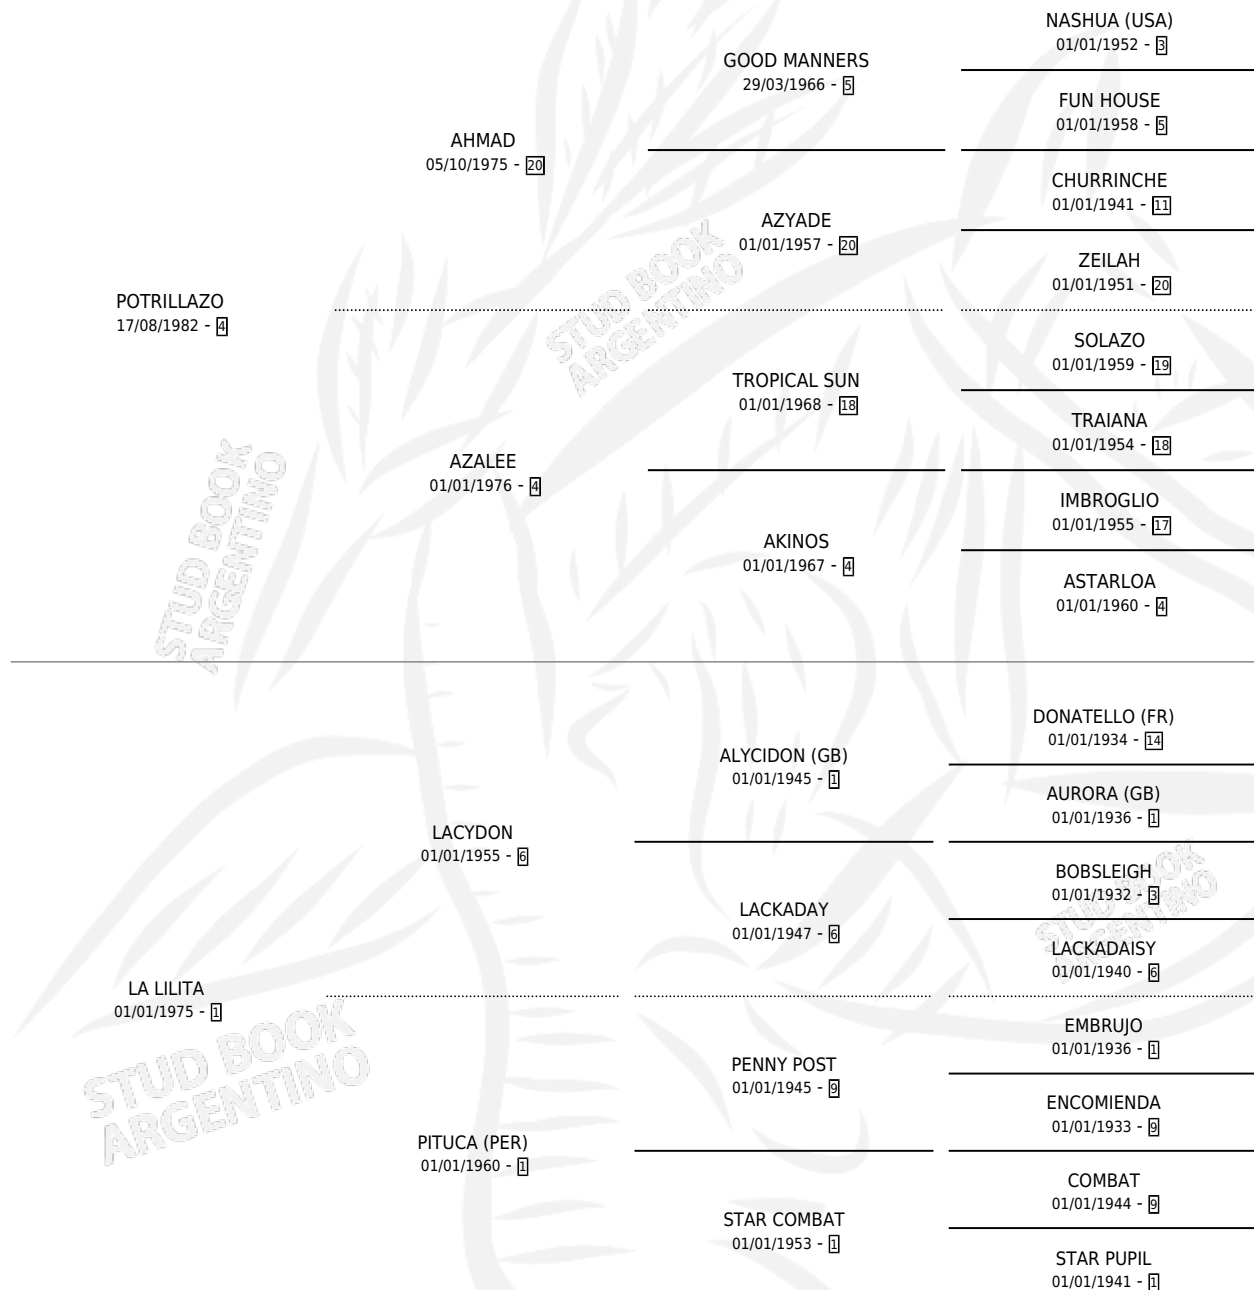 NASHUA (USA)
01/01/1952 - 3
GOOD MANNERS
29/03/1966 - 5
FUN HOUSE
01/01/1958 - 5
AHMAD
05/10/1975 - 20
CHURRINCHE
01/01/1941 - 11
AZYADE
01/01/1957 - 20
ZEILAH
01/01/1951 - 20
POTRILLAZO
17/08/1982 - 4
SOLAZO
01/01/1959 - 19
TROPICAL SUN
01/01/1968 - 18
TRAIANA
01/01/1954 - 18
AZALEE
01/01/1976 - 4
IMBROGLIO
01/01/1955 - 17
AKINOS
01/01/1967 - 4
ASTARLOA
01/01/1960 - 4
STUD BOOK
ARGENTINO
STUD BOOK
ARGENTINO
DONATELLO (FR)
01/01/1934 - 14
ALYCIDON (GB)
01/01/1945 - 1
AURORA (GB)
01/01/1936 - 1
LACYDON
01/01/1955 - 6
BOBSLEIGH
01/01/1932 - 3
LACKADAY
01/01/1947 - 6
LACKADAISY
01/01/1940 - 6
LA LILITA
01/01/1975 - 1
EMBRUJO
01/01/1936 - 1
PENNY POST
01/01/1945 - 9
ENCOMIENDA
01/01/1933 - 9
PITUCA (PER)
01/01/1960 - 1
COMBAT
01/01/1944 - 9
STAR COMBAT
01/01/1953 - 1
STAR PUPIL
01/01/1941 - 1
STUD BOOK
ARGENTINO
STUD BOOK
ARGENTINO